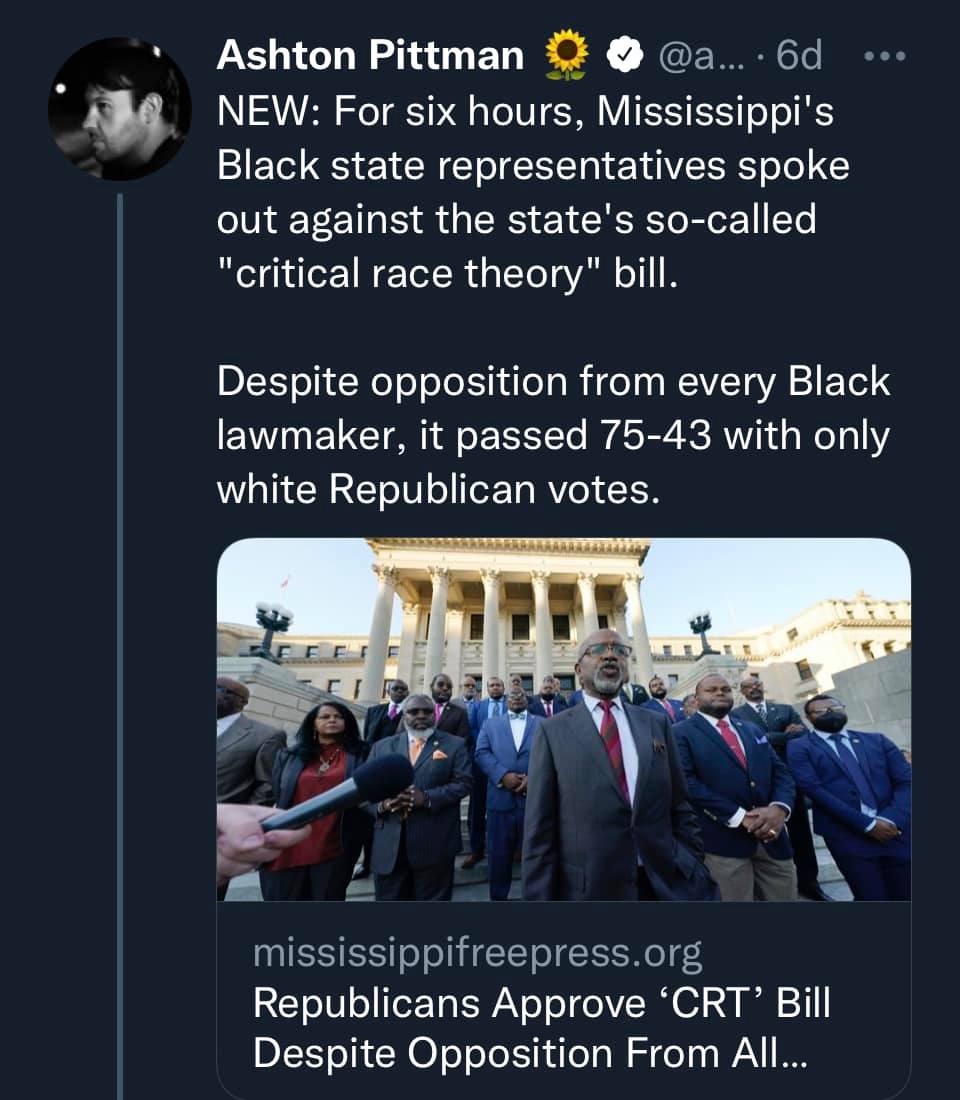 Ashton Pittman 🌻 @a... · 6d ...
NEW: For six hours, Mississippi's
Black state representatives spoke
out against the state's so-called
"critical race theory" bill.
Despite opposition from every Black
lawmaker, it passed 75-43 with only
white Republican votes.
mississippifreepress.org
Republicans Approve ‘CRT’ Bill
Despite Opposition From All...